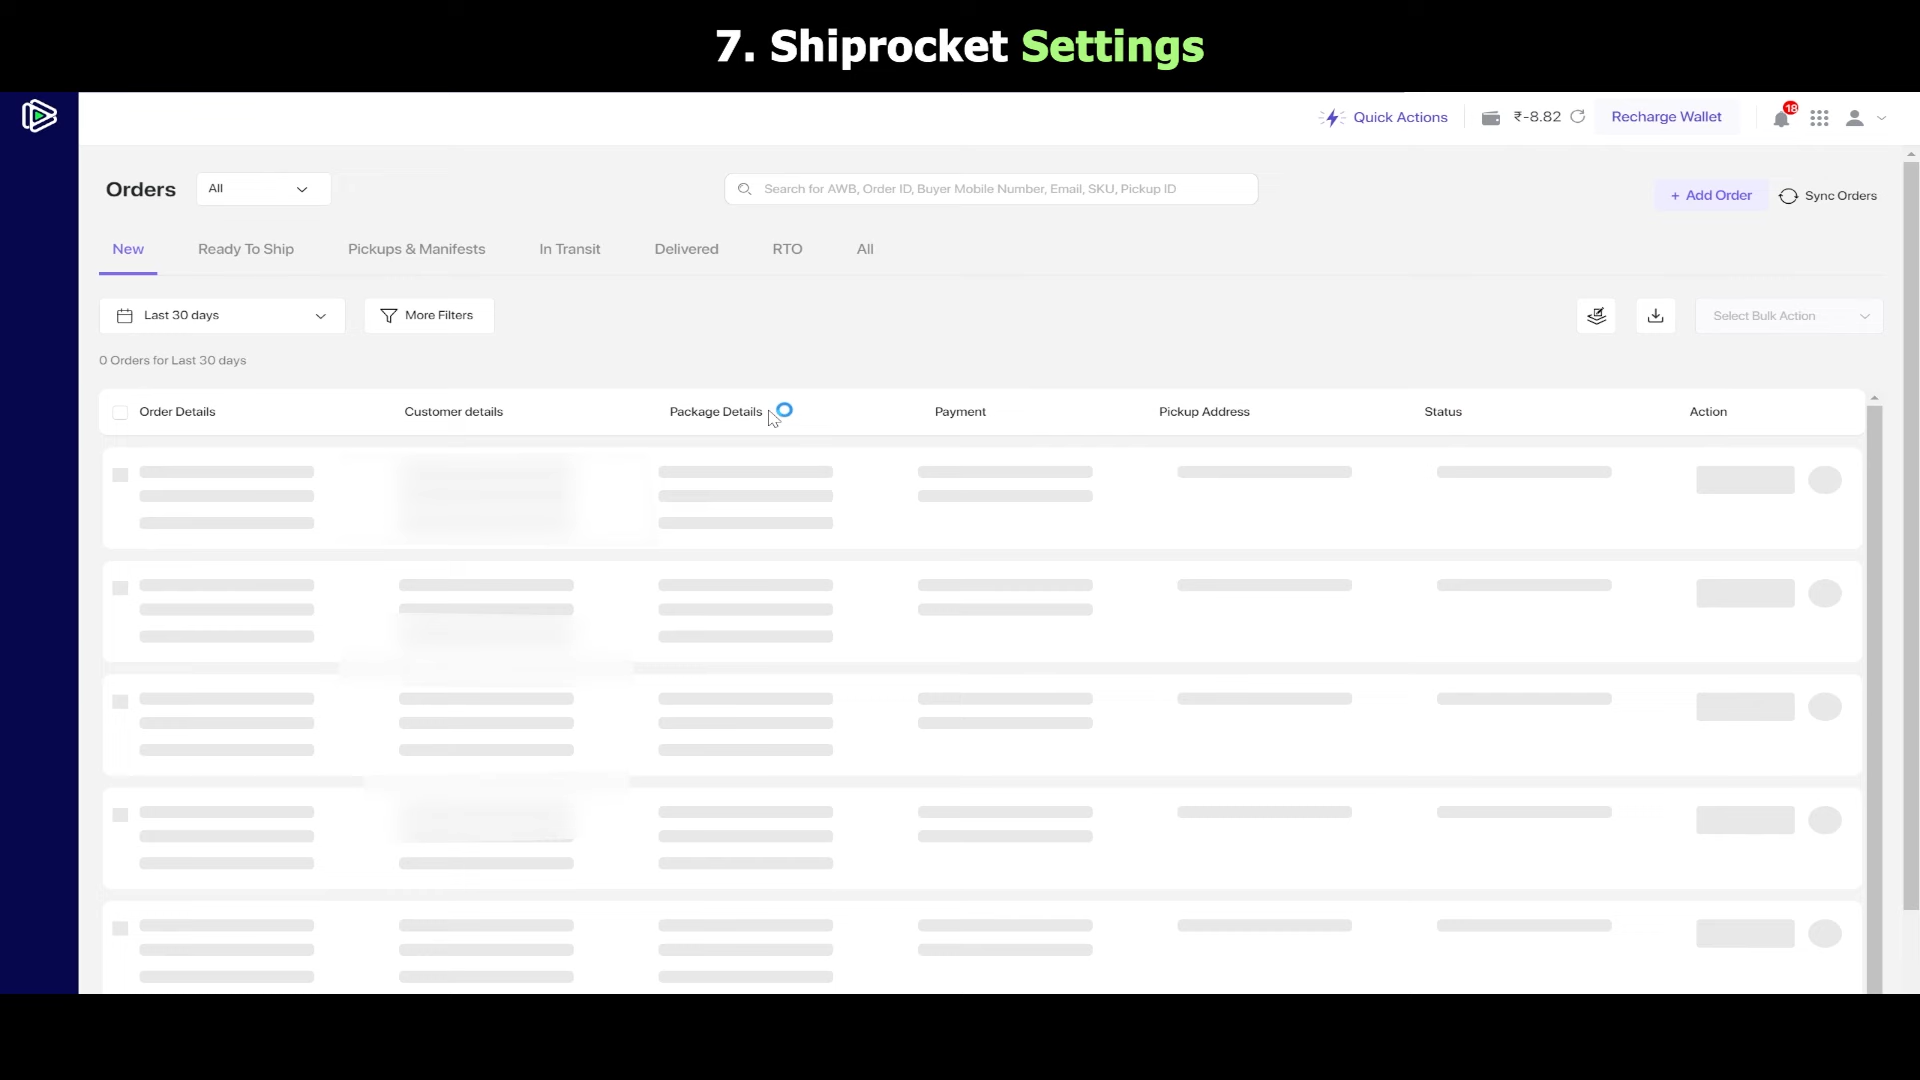 7. Shiprocket Settings
Quick Actions
₹-8.82
Recharge Wallet
18
Orders
All
Search for AWB, Order ID, Buyer Mobile Number, Email, SKU, Pickup ID
+ Add Order
Sync Orders
New
Ready To Ship
Pickups & Manifests
In Transit
Delivered
RTO
All
Last 30 days
More Filters
Select Bulk Action
0 Orders for Last 30 days
Order Details
Customer details
Package Details
Payment
Pickup Address
Status
Action